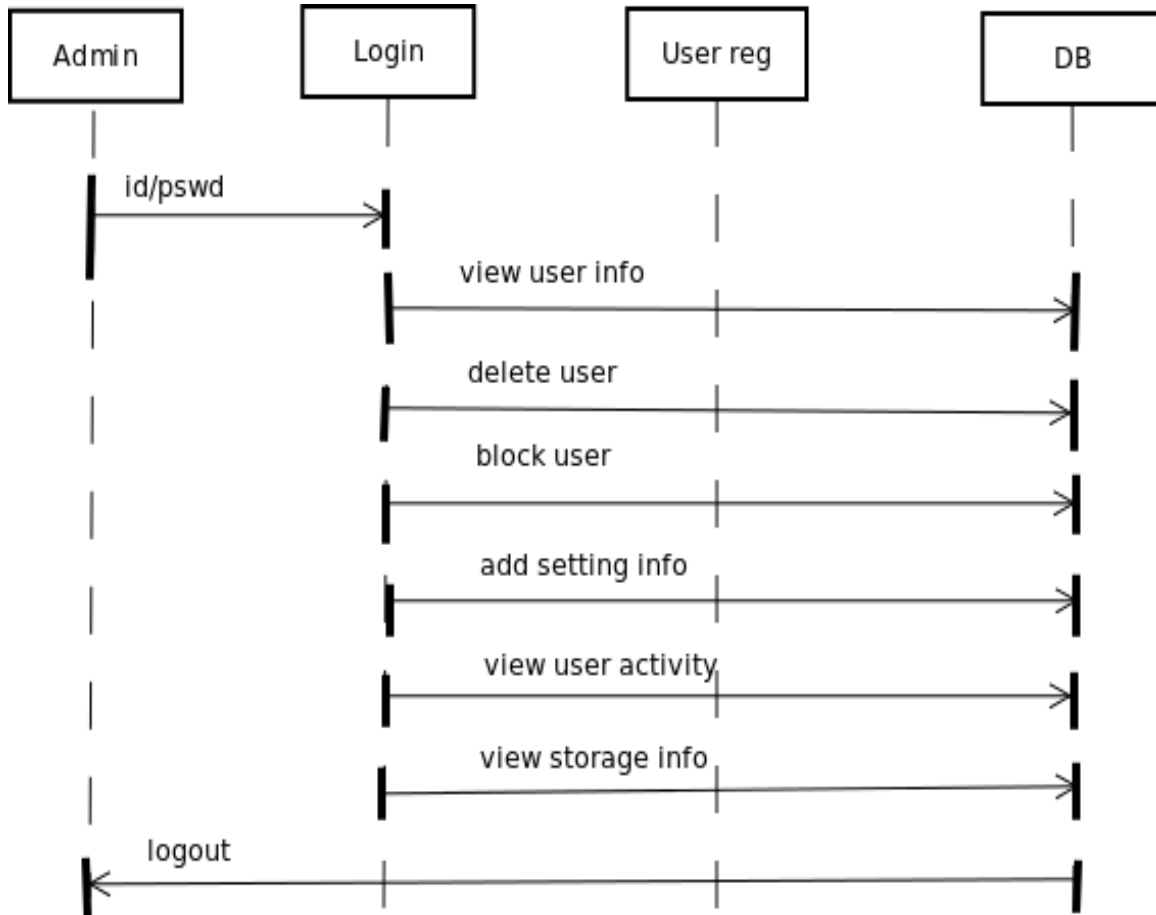 Admin
Login
User reg
DB
id/pswd
view user info
delete user
block user
add setting info
view user activity
view storage info
logout